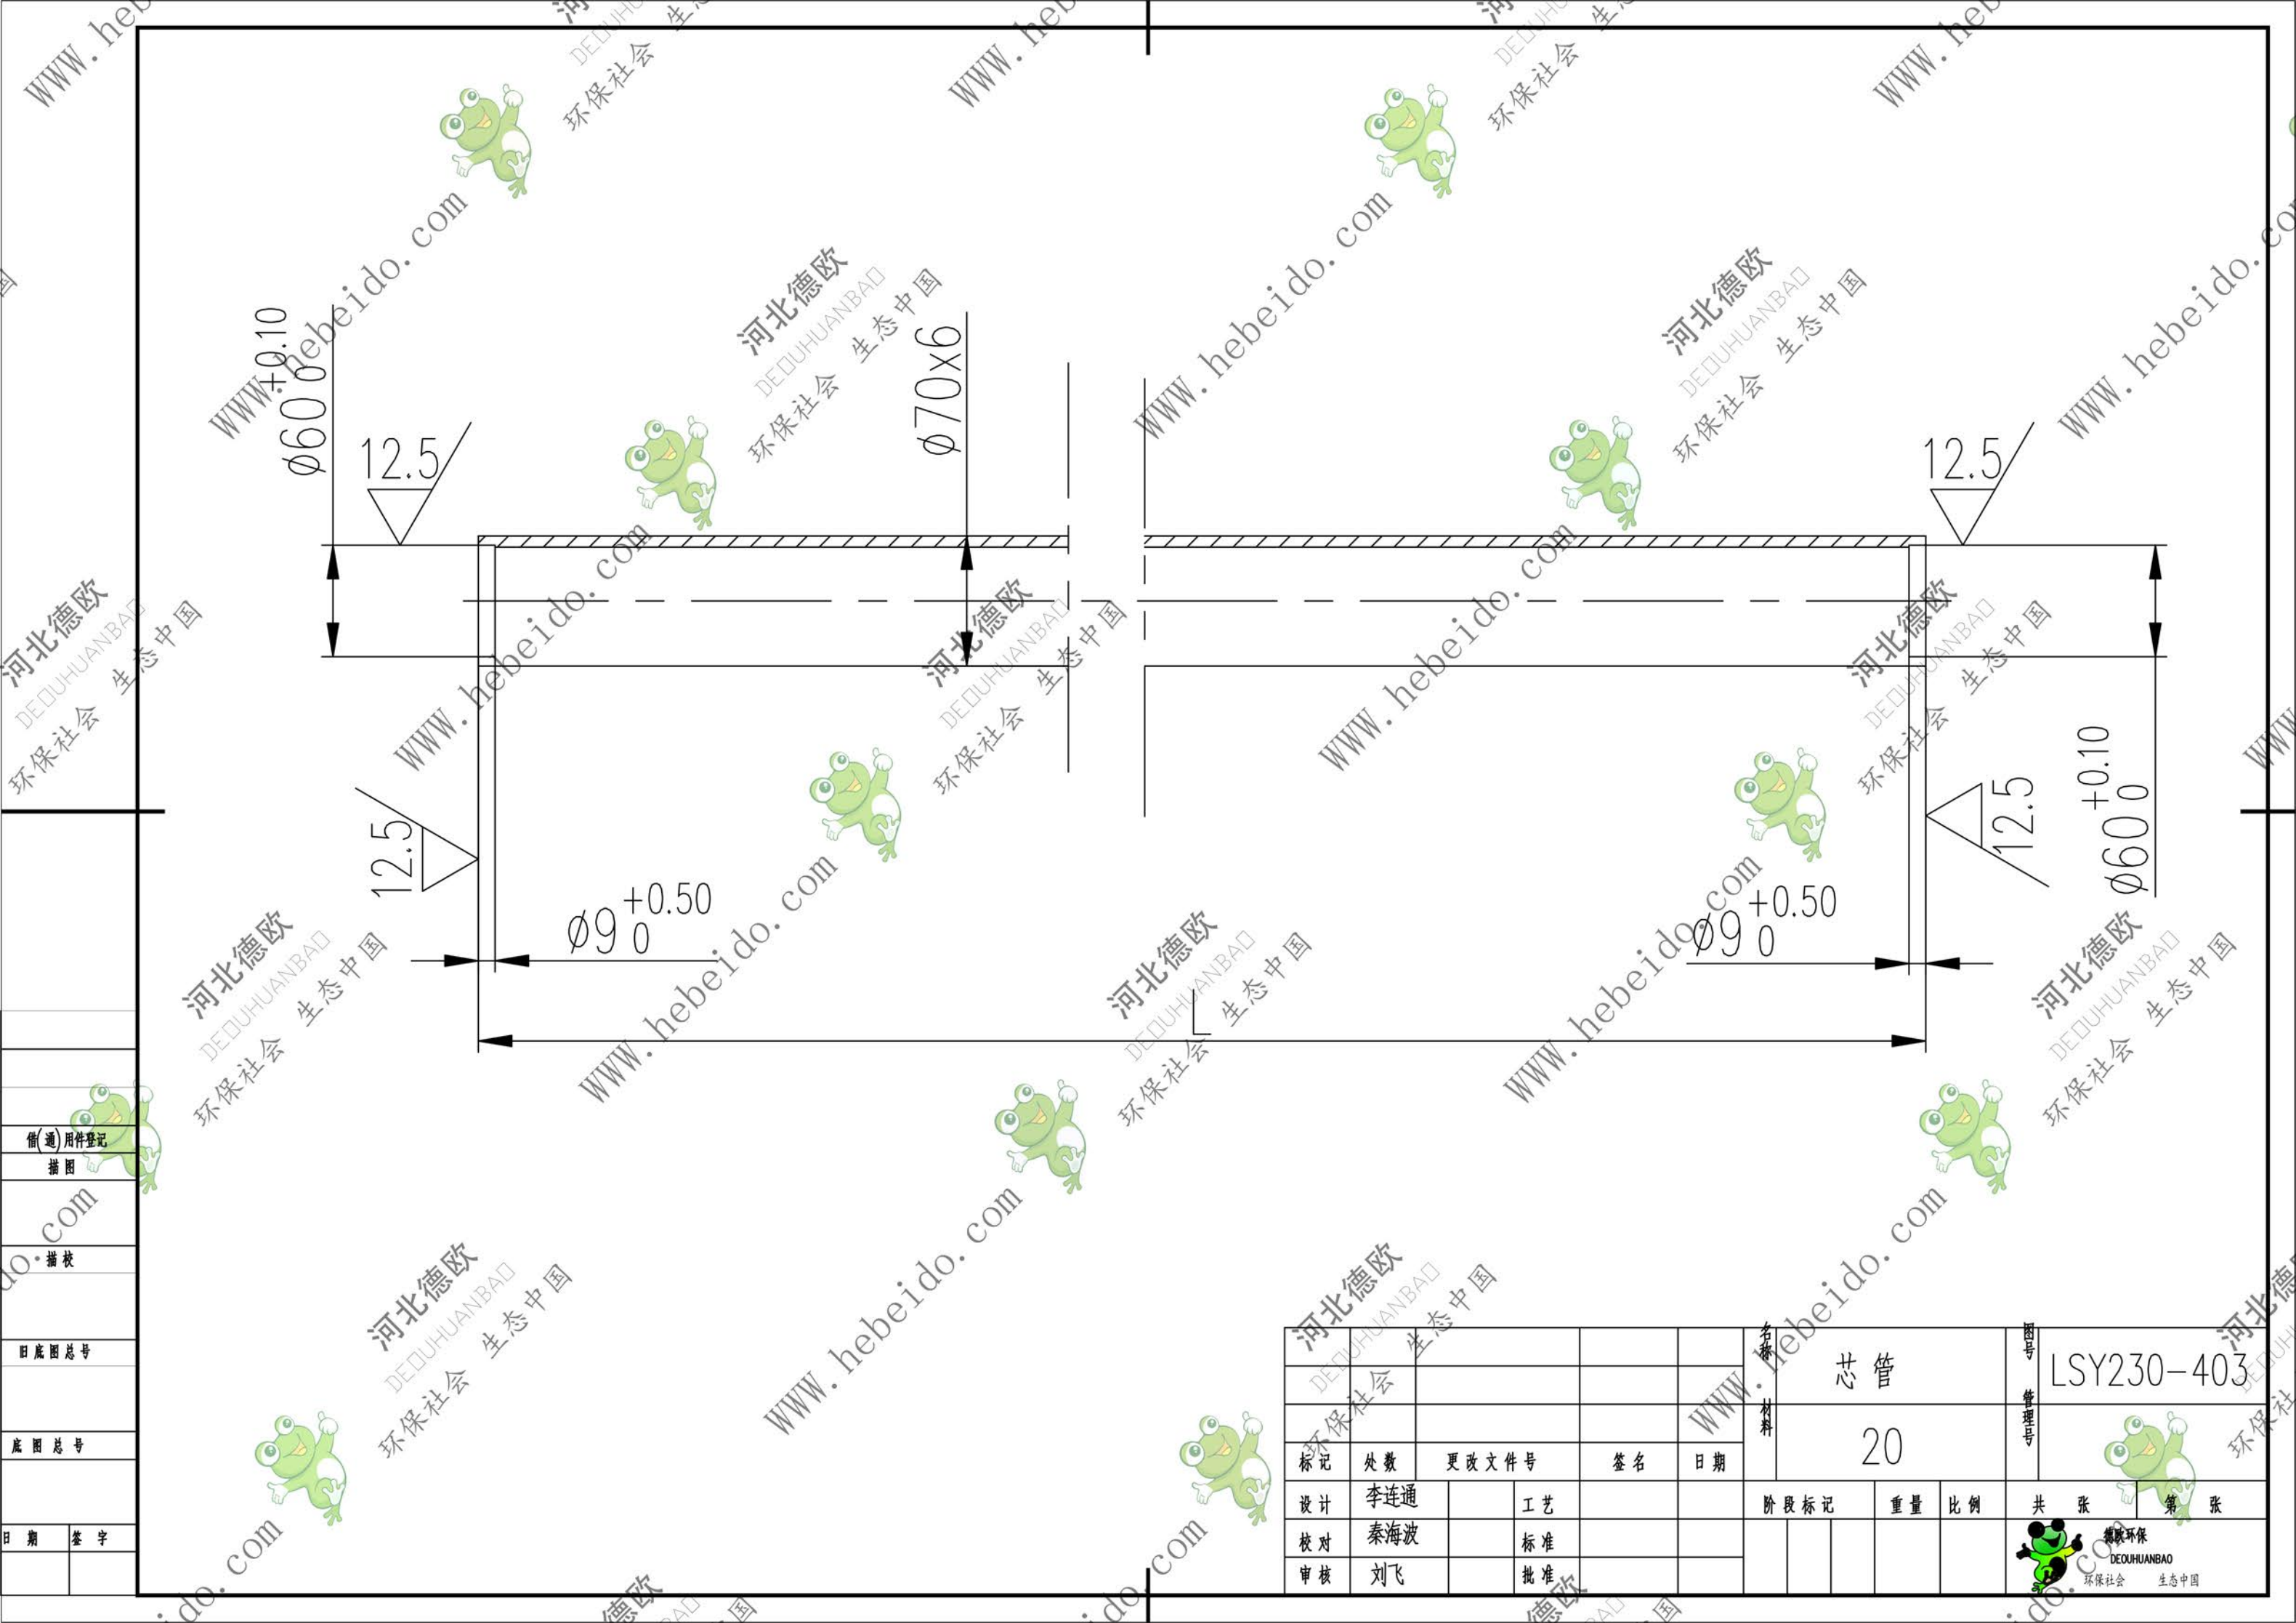 ø60 +0.10 0
12.5
ø70x6
12.5
12.5
ø9 +0.50 0
ø9 +0.50 0
12.5
ø60 +0.10 0
L
借(通)用件登记
描图
描校
旧底图总号
底图总号
日期 签字
名称 芯管 图号 LSY230-403
材料 20 管理号
标记 处数 更改文件号 签名 日期
设计 李连通 工艺 阶段标记 重量 比例 共 张 第 张
校对 秦海波 标准
审核 刘飞 批准
德欧环保
DEOUHUANBAO
环保社会 生态中国
河北德欧
DEOUHUANBAO
环保社会 生态中国
WWW.hebeido.com